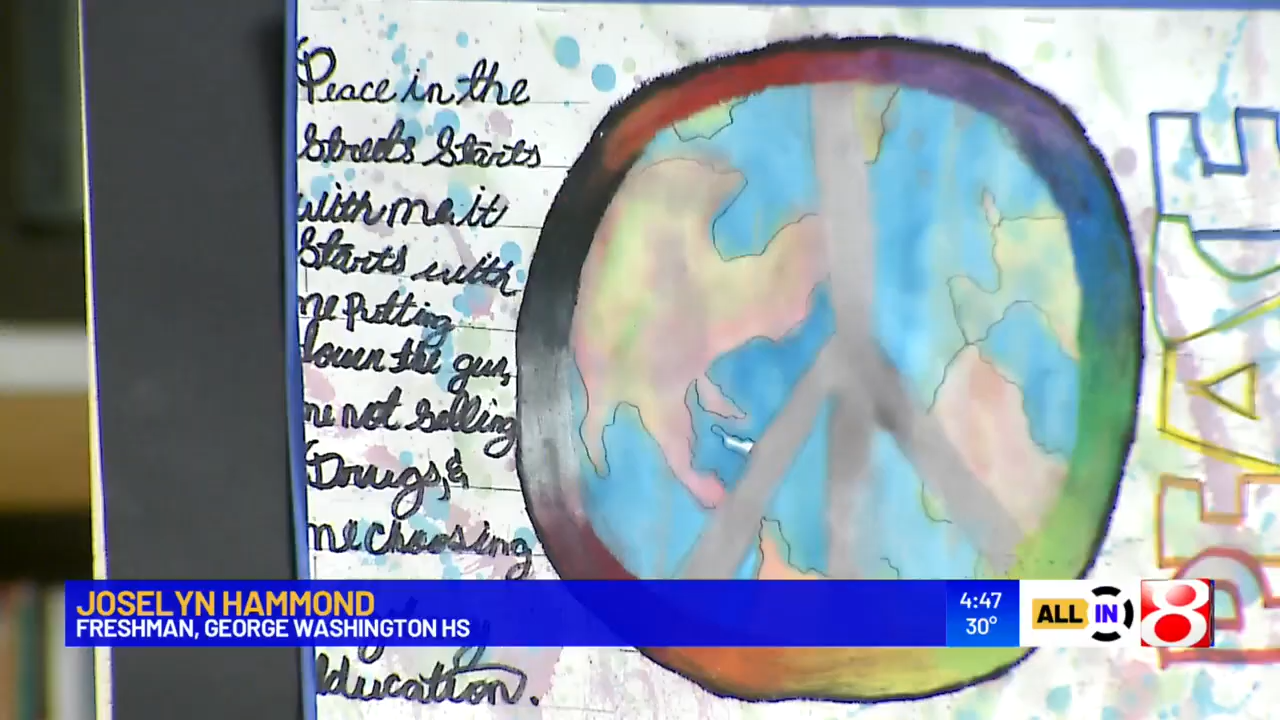 "Peace in the
Streets Starts
with me it
Starts with
me Putting
down the gun,
me not Selling
Drugs, &
me choosing
Education.
PEACE
JOSELYN HAMMOND
FRESHMAN, GEORGE WASHINGTON HS
4:47
30°
ALL IN
8